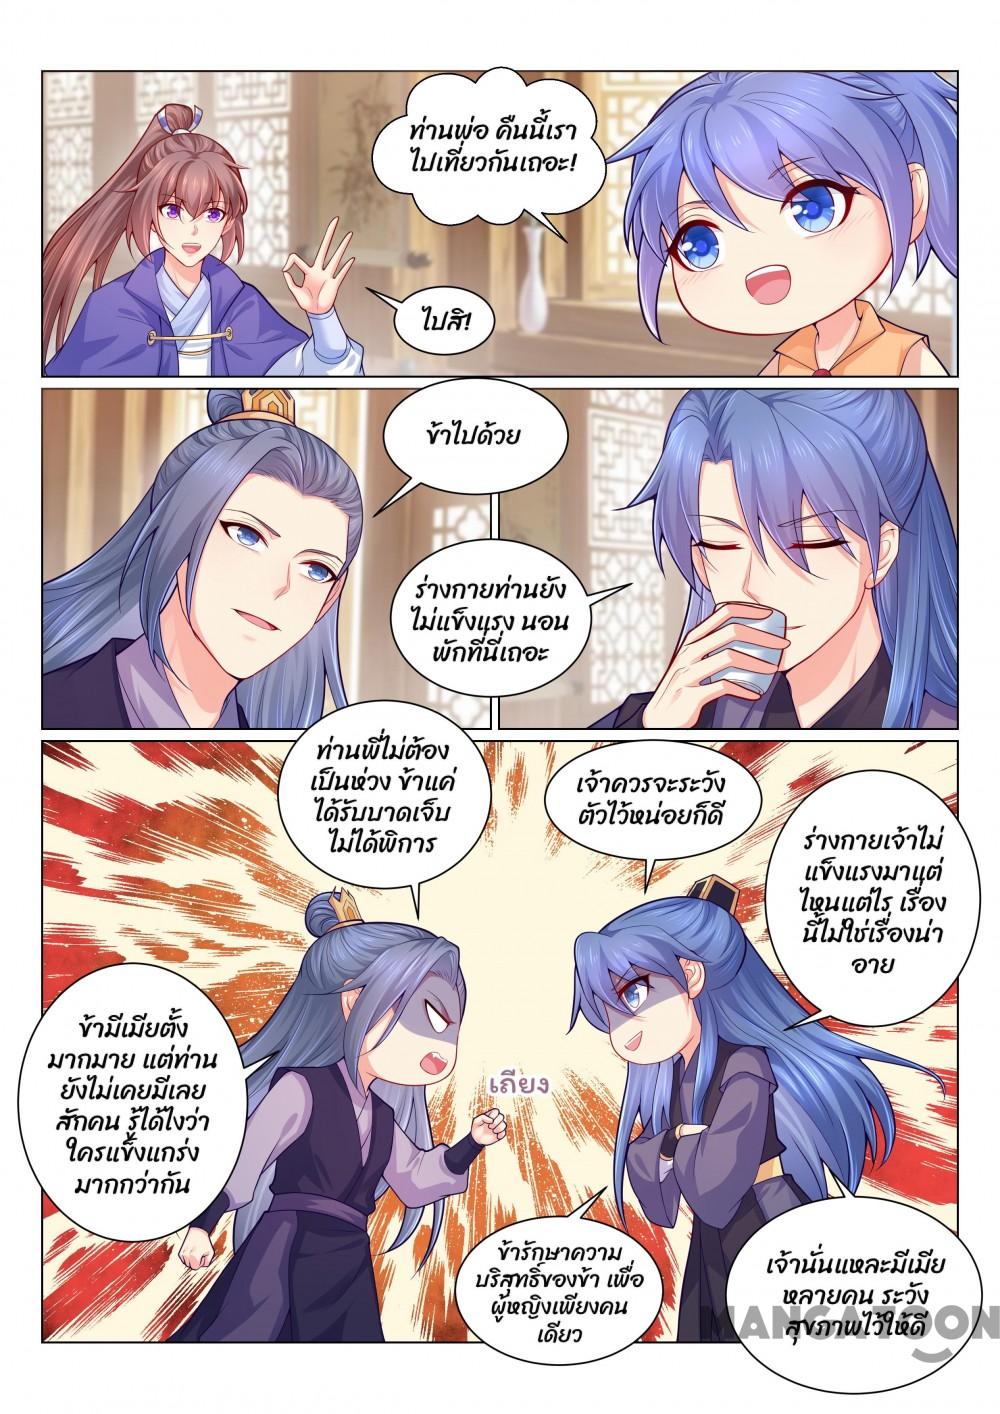 ท่านพ่อ คืนนี้เรา
ไปเที่ยวกันเถอะ!
ไปสิ!
ข้าไปด้วย
ร่างกายท่านยัง
ไม่แข็งแรง นอน
พักที่นี่เถอะ
ท่านพี่ไม่ต้อง
เป็นห่วง ข้าแค่
ได้รับบาดเจ็บ
ไม่ได้พิการ
เจ้าควรจะระวัง
ตัวไว้หน่อยก็ดี
ร่างกายเจ้าไม่
แข็งแรงมาแต่
ไหนแต่ไร เรื่อง
นี้ไม่ใช่เรื่องน่า
อาย
ข้ามีเมียตั้ง
มากมาย แต่ท่าน
ยังไม่เคยมีเลย
สักคน รู้ได้ไงว่า
ใครแข็งแกร่ง
มากกว่ากัน
เถียง
ข้ารักษาความ
บริสุทธิ์ของข้า เพื่อ
ผู้หญิงเพียงคน
เดียว
เจ้านั่นแหละมีเมีย
หลายคน ระวัง
สุขภาพไว้ให้ดี
MANGATOON